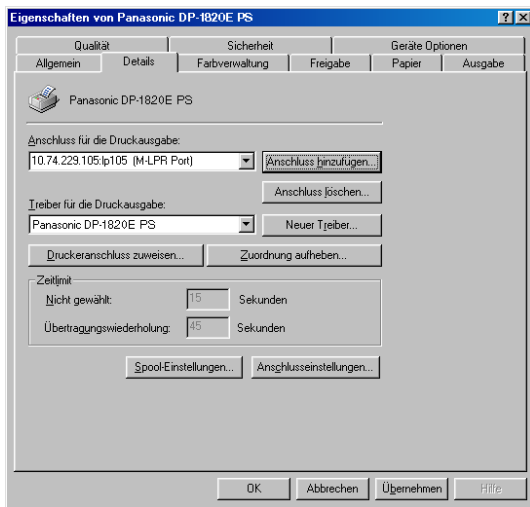 Eigenschaften von Panasonic DP-1820E PS
Qualität Sicherheit Geräte Optionen
Allgemein Details Farbverwaltung Freigabe Papier Ausgabe
Panasonic DP-1820E PS
Anschluss für die Druckausgabe:
10.74.229.105:lp105 (M-LPR Port) Anschluss hinzufügen...
Anschluss löschen...
Treiber für die Druckausgabe:
Panasonic DP-1820E PS Neuer Treiber...
Druckeranschluss zuweisen... Zuordnung aufheben...
Zeitlimit
Nicht gewählt: 15 Sekunden
Übertragungswiederholung: 45 Sekunden
Spool-Einstellungen... Anschlusseinstellungen...
OK Abbrechen Übernehmen Hilfe